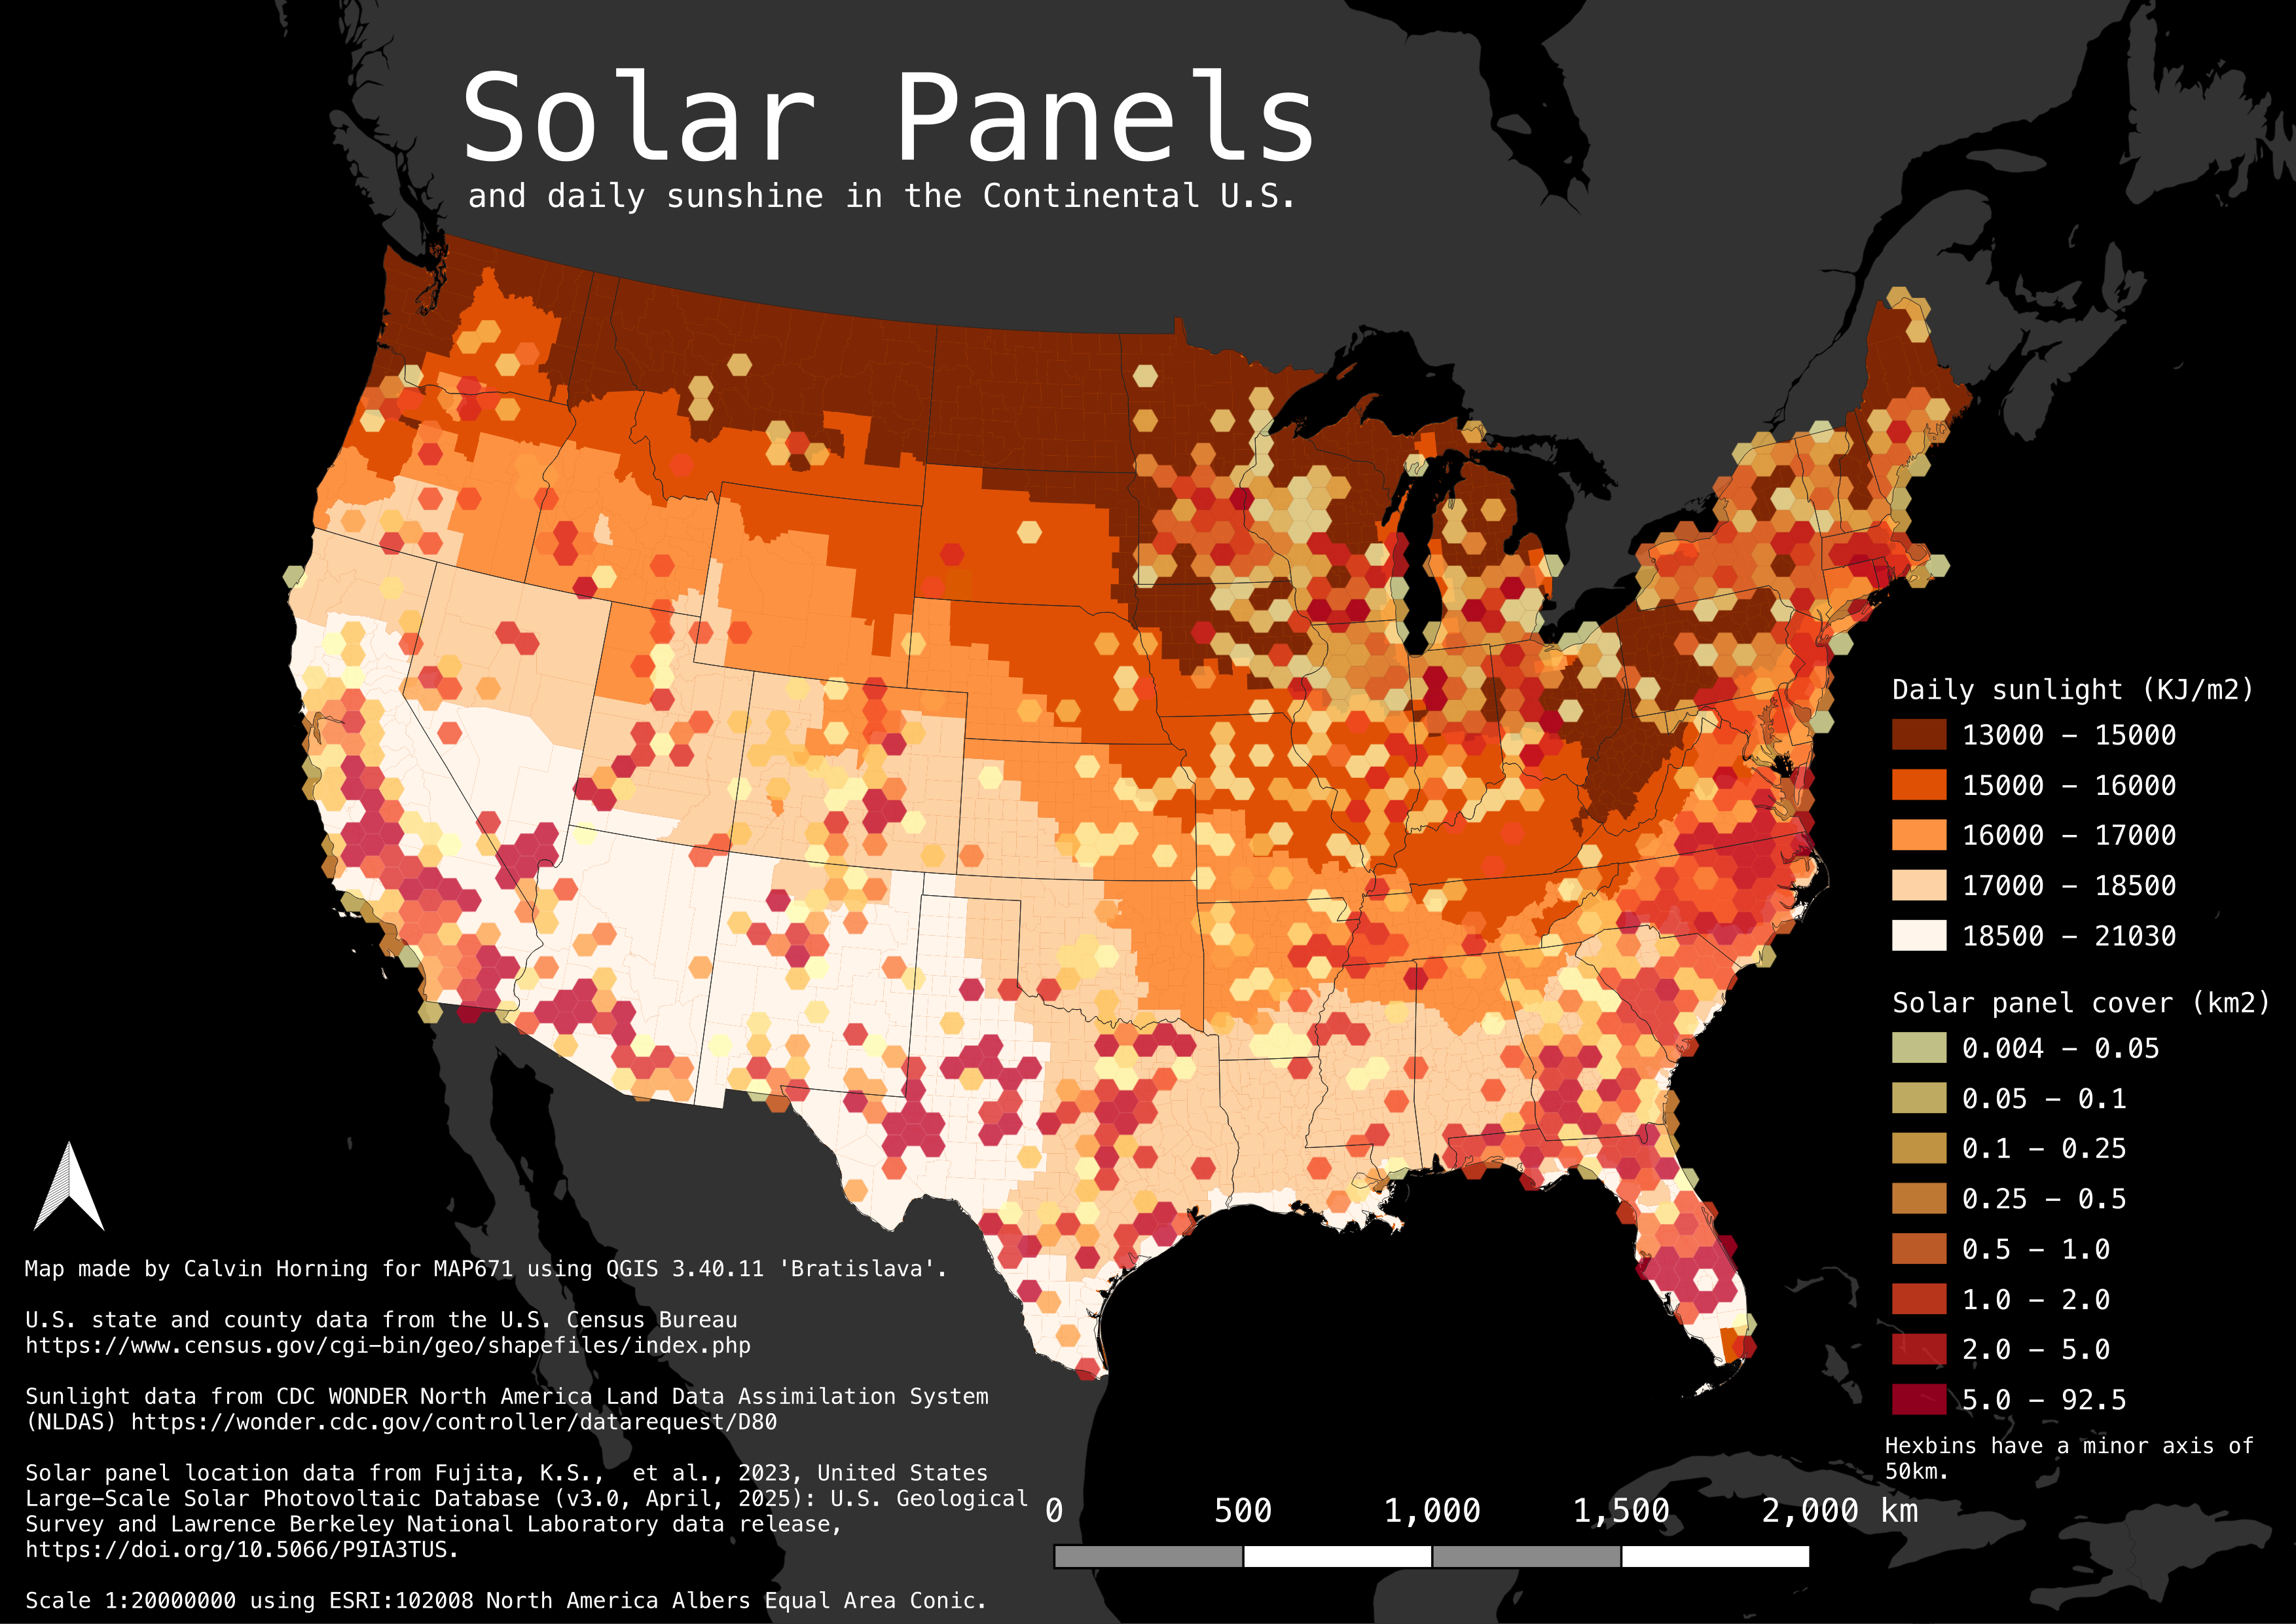 Solar Panels
and daily sunshine in the Continental U.S.
Daily sunlight (KJ/m2)
13000 – 15000
15000 – 16000
16000 – 17000
17000 – 18500
18500 – 21030
Solar panel cover (km2)
0.004 – 0.05
0.05 – 0.1
0.1 – 0.25
0.25 – 0.5
0.5 – 1.0
1.0 – 2.0
2.0 – 5.0
5.0 – 92.5
Hexbins have a minor axis of
50km.
Map made by Calvin Horning for MAP671 using QGIS 3.40.11 'Bratislava'.
U.S. state and county data from the U.S. Census Bureau
https://www.census.gov/cgi-bin/geo/shapefiles/index.php
Sunlight data from CDC WONDER North America Land Data Assimilation System
(NLDAS) https://wonder.cdc.gov/controller/datarequest/D80
Solar panel location data from Fujita, K.S.,  et al., 2023, United States
Large-Scale Solar Photovoltaic Database (v3.0, April, 2025): U.S. Geological
Survey and Lawrence Berkeley National Laboratory data release,
https://doi.org/10.5066/P9IA3TUS.
Scale 1:20000000 using ESRI:102008 North America Albers Equal Area Conic.
0 500 1,000 1,500 2,000 km